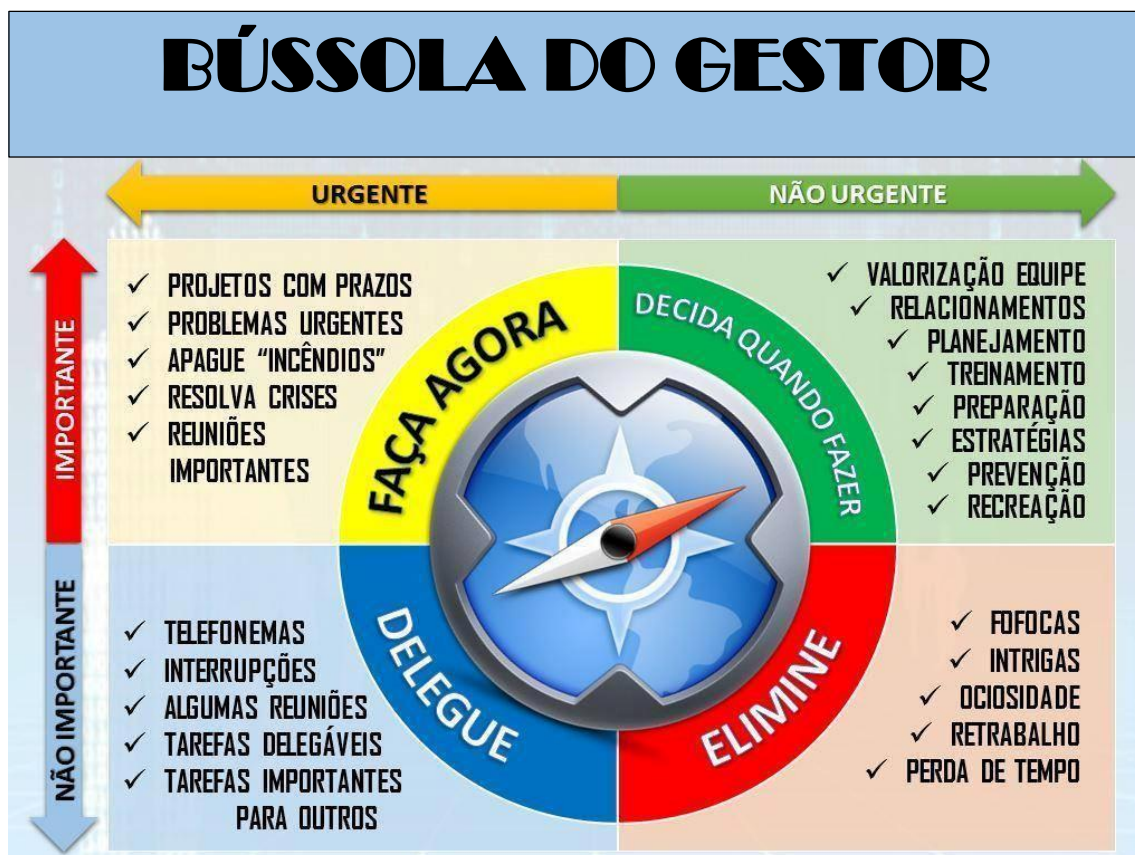 BÚSSOLA DO GESTOR
URGENTE
NÃO URGENTE
IMPORTANTE
✓ PROJETOS COM PRAZOS
✓ PROBLEMAS URGENTES
✓ APAGUE “INCÊNDIOS”
✓ RESOLVA CRISES
✓ REUNIÕES
IMPORTANTES
FAÇA AGORA
DECIDA QUANDO FAZER
✓ VALORIZAÇÃO EQUIPE
✓ RELACIONAMENTOS
✓ PLANEJAMENTO
✓ TREINAMENTO
✓ PREPARAÇÃO
✓ ESTRATÉGIAS
✓ PREVENÇÃO
✓ RECREAÇÃO
NÃO IMPORTANTE
✓ TELEFONEMAS
✓ INTERRUPÇÕES
✓ ALGUMAS REUNIÕES
✓ TAREFAS DELEGÁVEIS
✓ TAREFAS IMPORTANTES
PARA OUTROS
DELEGUE
ELIMINE
✓ FOFOCAS
✓ INTRIGAS
✓ OCIOSIDADE
✓ RETRABALHO
✓ PERDA DE TEMPO